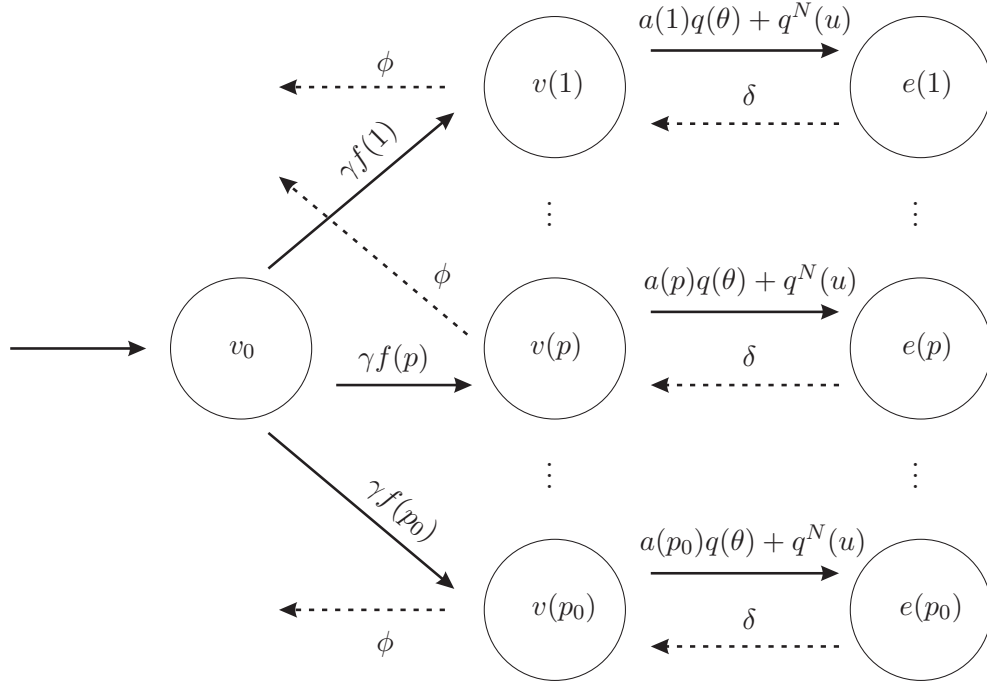 a(1)q(θ) + q^N(u)
ϕ
v(1)
e(1)
δ
γf(1)
⋮
⋮
ϕ
a(p)q(θ) + q^N(u)
v_0
γf(p)
v(p)
e(p)
δ
⋮
⋮
γf(p_0)
a(p_0)q(θ) + q^N(u)
v(p_0)
e(p_0)
ϕ
δ